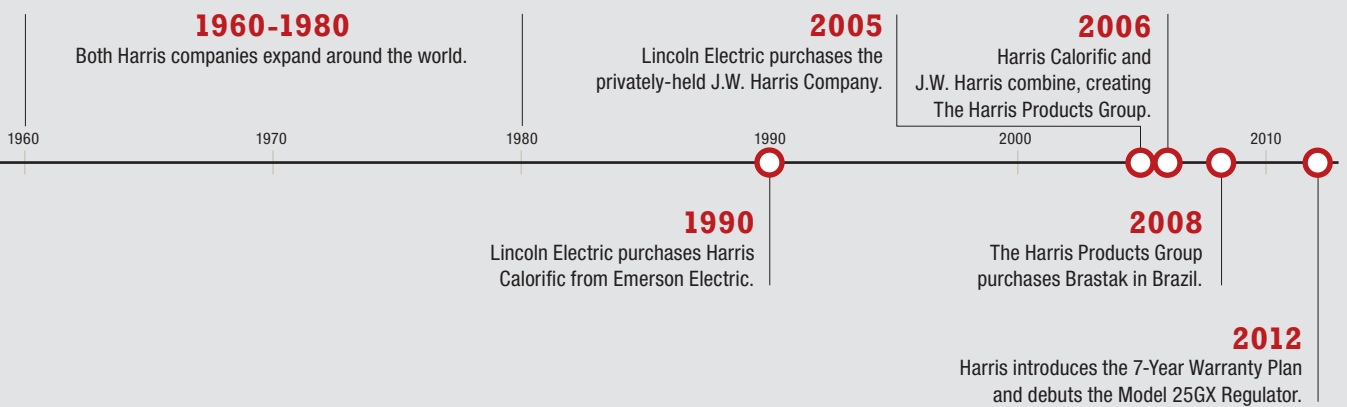 1960-1980
Both Harris companies expand around the world.
2005
Lincoln Electric purchases the
privately-held J.W. Harris Company.
2006
Harris Calorific and
J.W. Harris combine, creating
The Harris Products Group.
1960
1970
1980
1990
2000
2010
1990
Lincoln Electric purchases Harris
Calorific from Emerson Electric.
2008
The Harris Products Group
purchases Brastak in Brazil.
2012
Harris introduces the 7-Year Warranty Plan
and debuts the Model 25GX Regulator.